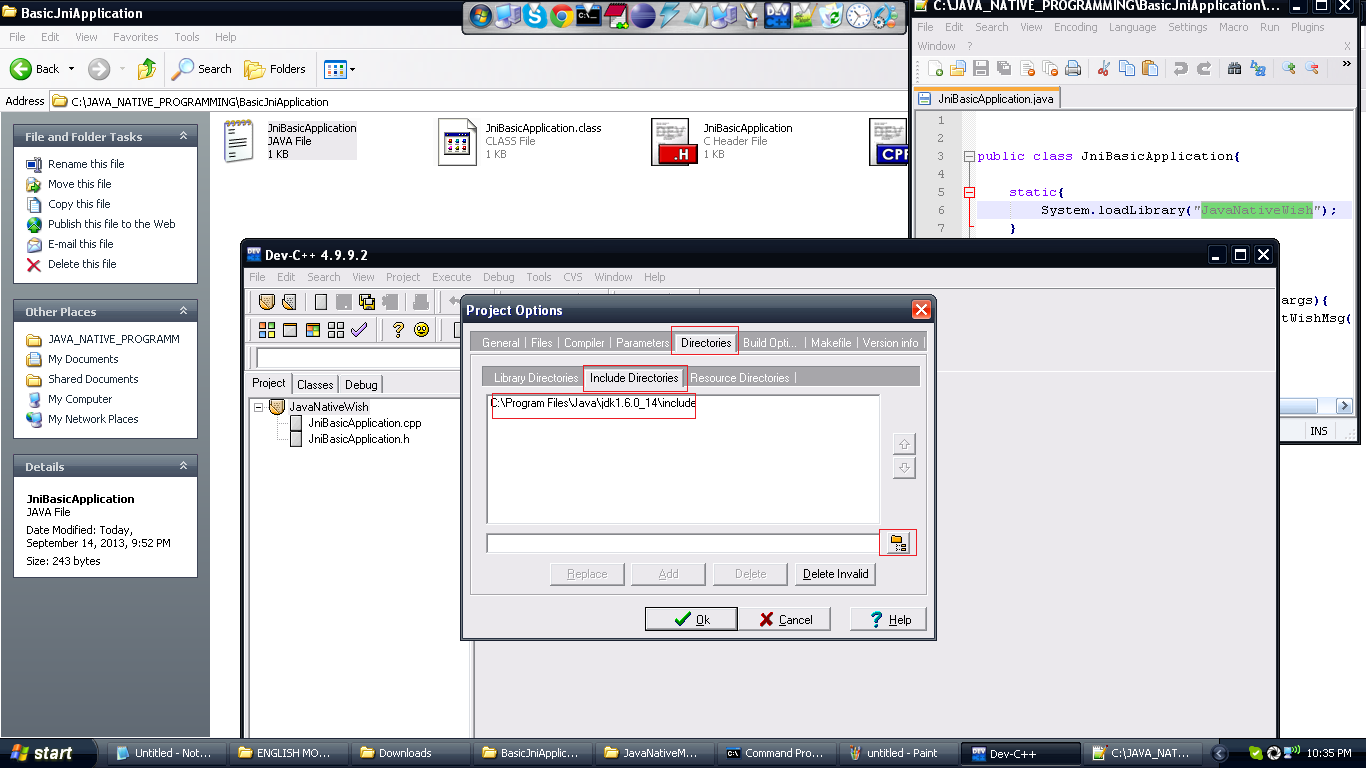 BasicJniApplication
File Edit View Favorites Tools Help
Back Search Folders
Address C:\JAVA_NATIVE_PROGRAMMING\BasicJniApplication
File and Folder Tasks
Rename this file
Move this file
Copy this file
Publish this file to the Web
E-mail this file
Delete this file
Other Places
JAVA_NATIVE_PROGRAMM
My Documents
Shared Documents
My Computer
My Network Places
Details
JniBasicApplication
JAVA File
Date Modified: Today,
September 14, 2013, 9:52 PM
Size: 243 bytes
JniBasicApplication
JAVA File
1 KB
JniBasicApplication.class
CLASS File
DEV
.H
JniBasicApplication
C Header File
1 KB
DEV
CPP
C:\JAVA_NATIVE_PROGRAMMING\BasicJniApplication\...
File Edit Search View Encoding Language Settings Macro Run Plugins
Window ? X
JniBasicApplication.java
1
2
3 public class JniBasicApplication{
4
5 static{
6 System.loadLibrary("JavaNativeWish");
7 }
args){
tWishMsg(
INS
Dev-C++ 4.9.9.2
File Edit Search View Project Execute Debug Tools CVS Window Help
Project Classes Debug
JavaNativeWish
JniBasicApplication.cpp
JniBasicApplication.h
Project Options
General Files Compiler Parameters Directories Build Opti... Makefile Version info
Library Directories Include Directories Resource Directories
C:\Program Files\Java\jdk1.6.0_14\include
Replace Add Delete Delete Invalid
Ok Cancel Help
start Untitled - Not... ENGLISH MO... Downloads BasicJniApplic... JavaNativeM... Command Pro... untitled - Paint Dev-C++ C:\JAVA_NAT... 10:35 PM